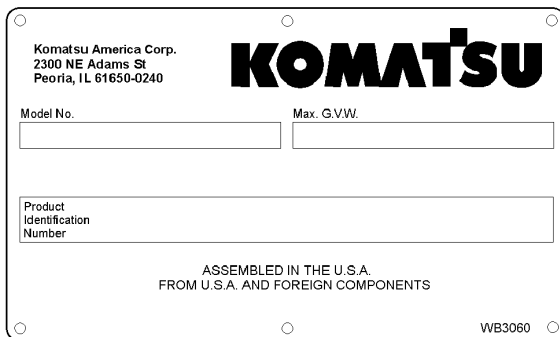 Komatsu America Corp.
2300 NE Adams St
Peoria, IL 61650-0240
KOMATSU
Model No.
Max. G.V.W.
Product
Identification
Number
ASSEMBLED IN THE U.S.A.
FROM U.S.A. AND FOREIGN COMPONENTS
WB3060